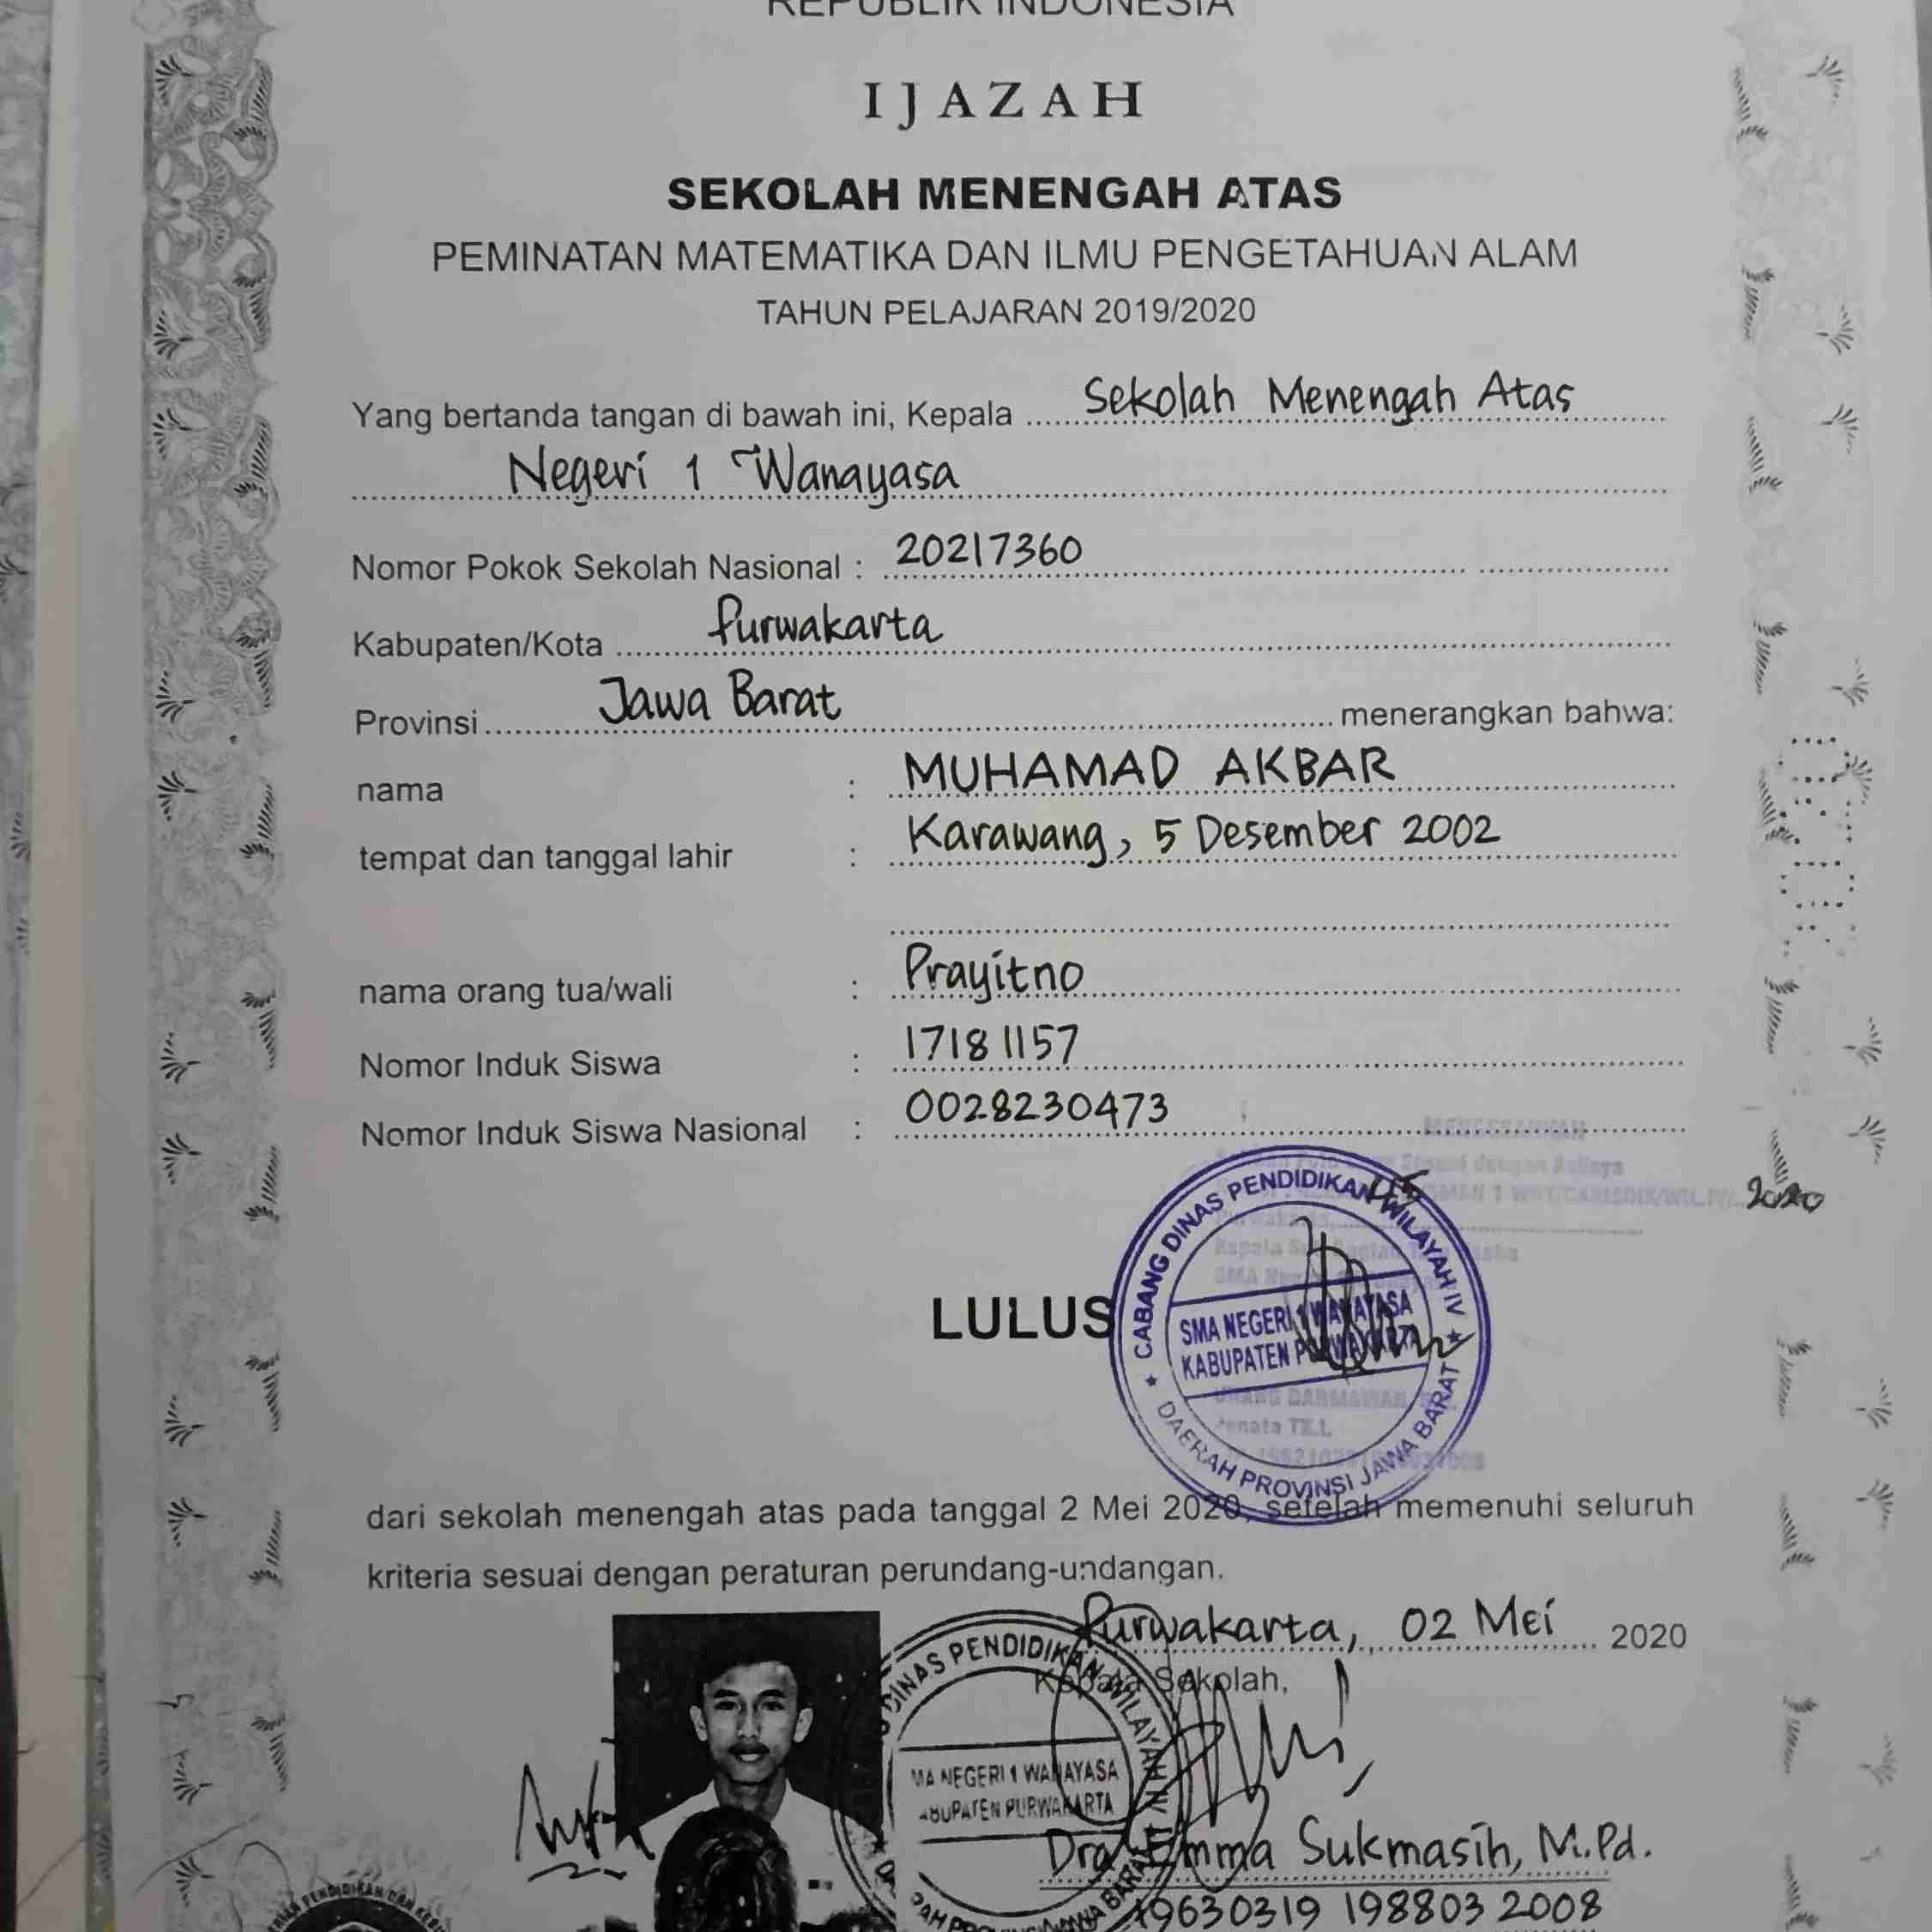 REPUBLIK INDONESIA
IJAZAH
SEKOLAH MENENGAH ATAS
PEMINATAN MATEMATIKA DAN ILMU PENGETAHUAN ALAM
TAHUN PELAJARAN 2019/2020
Yang bertanda tangan di bawah ini, Kepala Sekolah Menengah Atas
Negeri 1 Wanayasa
Nomor Pokok Sekolah Nasional : 20217360
Kabupaten/Kota Purwakarta
Provinsi Jawa Barat menerangkan bahwa:
nama : MUHAMAD AKBAR
tempat dan tanggal lahir : Karawang, 5 Desember 2002
nama orang tua/wali : Prayitno
Nomor Induk Siswa : 17181157
Nomor Induk Siswa Nasional : 0028230473
2020
CABANG DINAS PENDIDIKAN WILAYAH IV
SMA NEGERI 1 WANAYASA
KABUPATEN PURWAKARTA
DAERAH PROVINSI JAWA BARAT
LULUS
dari sekolah menengah atas pada tanggal 2 Mei 2020, setelah memenuhi seluruh
kriteria sesuai dengan peraturan perundang-undangan.
Purwakarta, 02 Mei 2020
Kepala Sekolah,
DINAS PENDIDIKAN WILAYAH IV
MA NEGERI 1 WANAYASA
ABUPATEN PURWAKARTA
Dra. Emma Sukmasih, M.Pd.
19630319 198803 2008